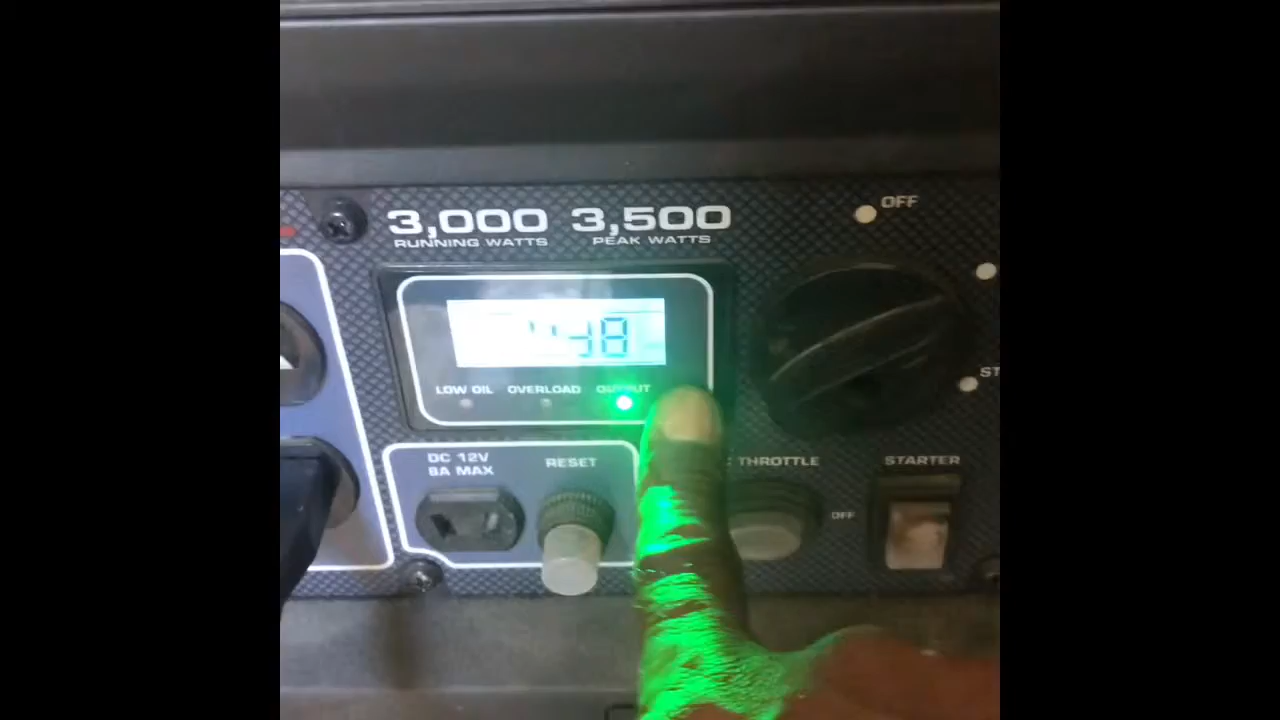 3,000 3,500
RUNNING WATTS PEAK WATTS
OFF
LOW OIL OVERLOAD OUTPUT
DC 12V
8A MAX
RESET
THROTTLE
STARTER
OFF